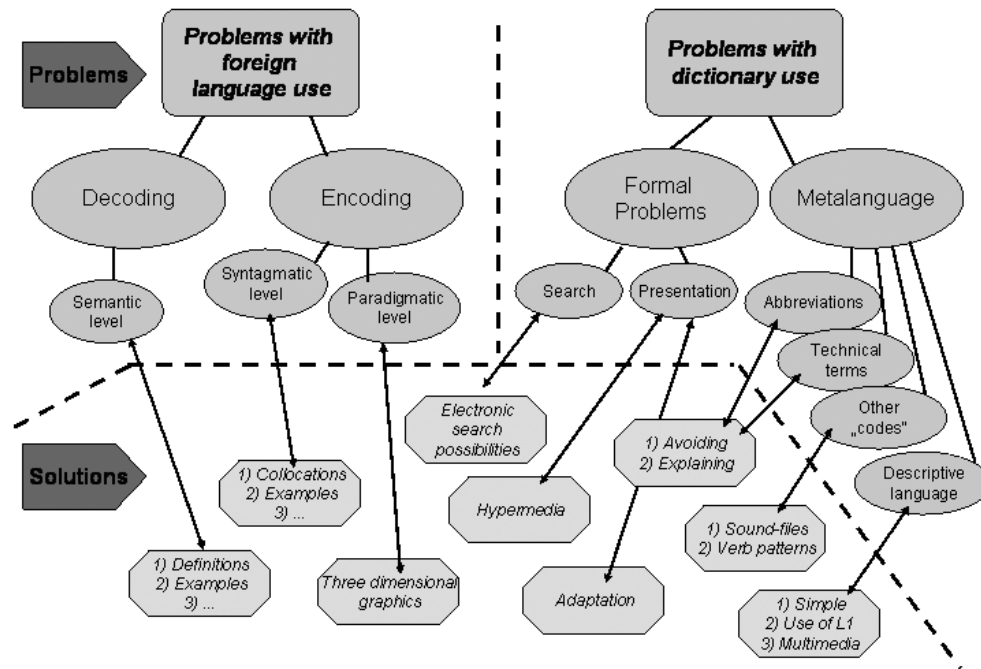 Problems
Problems with
foreign
language use
Problems with
dictionary use
Decoding
Encoding
Formal
Problems
Metalanguage
Semantic
level
Syntagmatic
level
Paradigmatic
level
Search
Presentation
Abbreviations
Technical
terms
Other
„codes"
Descriptive
language
Solutions
1) Definitions
2) Examples
3) ...
1) Collocations
2) Examples
3) ...
Three dimensional
graphics
Electronic
search
possibilities
Hypermedia
Adaptation
1) Avoiding
2) Explaining
1) Sound-files
2) Verb patterns
1) Simple
2) Use of L1
3) Multimedia